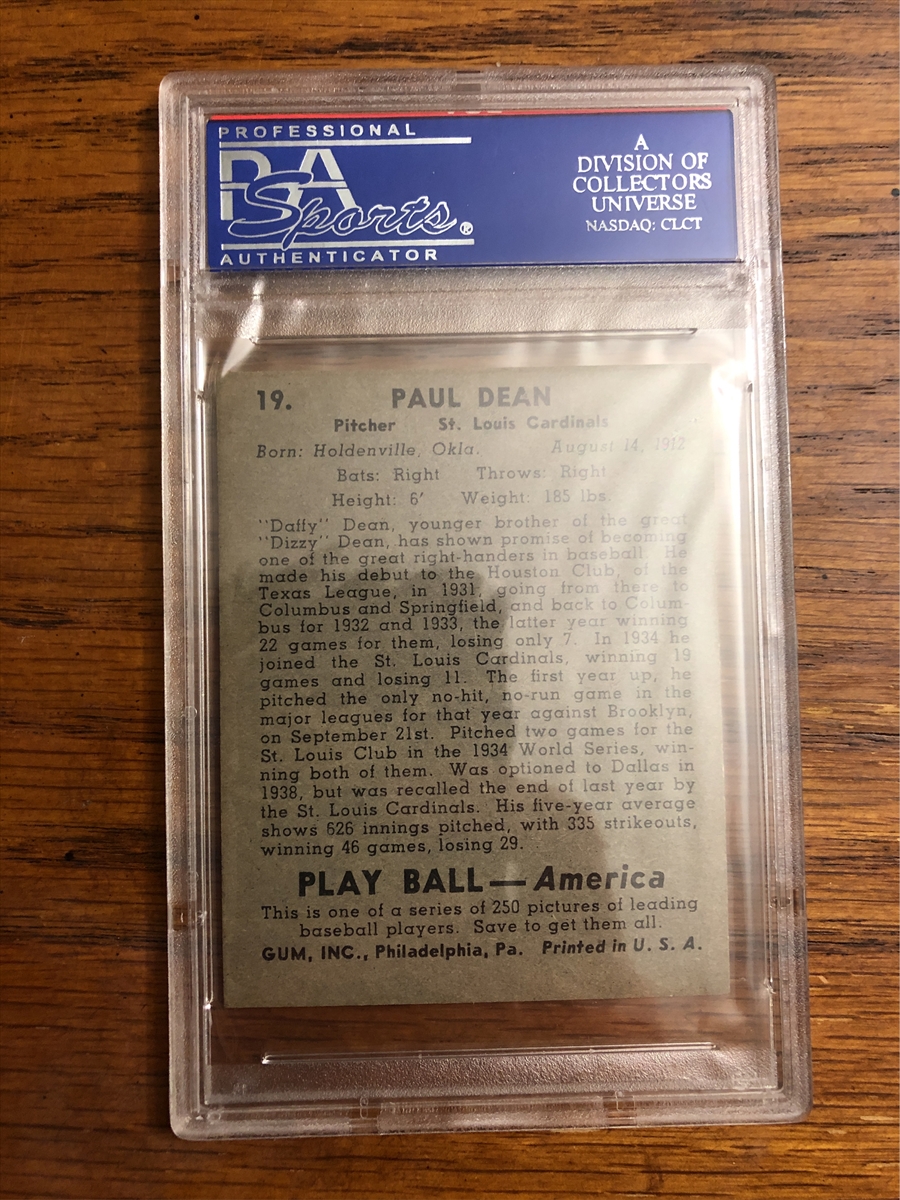 PROFESSIONAL
PSA
Sports®
AUTHENTICATOR
A
DIVISION OF
COLLECTORS
UNIVERSE
NASDAQ: CLCT
19. PAUL DEAN
Pitcher St. Louis Cardinals
Born: Holdenville, Okla. August 14, 1912
Bats: Right Throws: Right
Height: 6' Weight: 185 lbs.
"Daffy" Dean, younger brother of the great
"Dizzy" Dean, has shown promise of becoming
one of the great right-handers in baseball. He
made his debut to the Houston Club, of the
Texas League, in 1931, going from there to
Columbus and Springfield, and back to Colum-
bus for 1932 and 1933, the latter year winning
22 games for them, losing only 7. In 1934 he
joined the St. Louis Cardinals, winning 19
games and losing 11. The first year up, he
pitched the only no-hit, no-run game in the
major leagues for that year against Brooklyn,
on September 21st. Pitched two games for the
St. Louis Club in the 1934 World Series, win-
ning both of them. Was optioned to Dallas in
1938, but was recalled the end of last year by
the St. Louis Cardinals. His five-year average
shows 626 innings pitched, with 335 strikeouts,
winning 46 games, losing 29.
PLAY BALL—America
This is one of a series of 250 pictures of leading
baseball players. Save to get them all.
GUM, INC., Philadelphia, Pa. Printed in U. S. A.